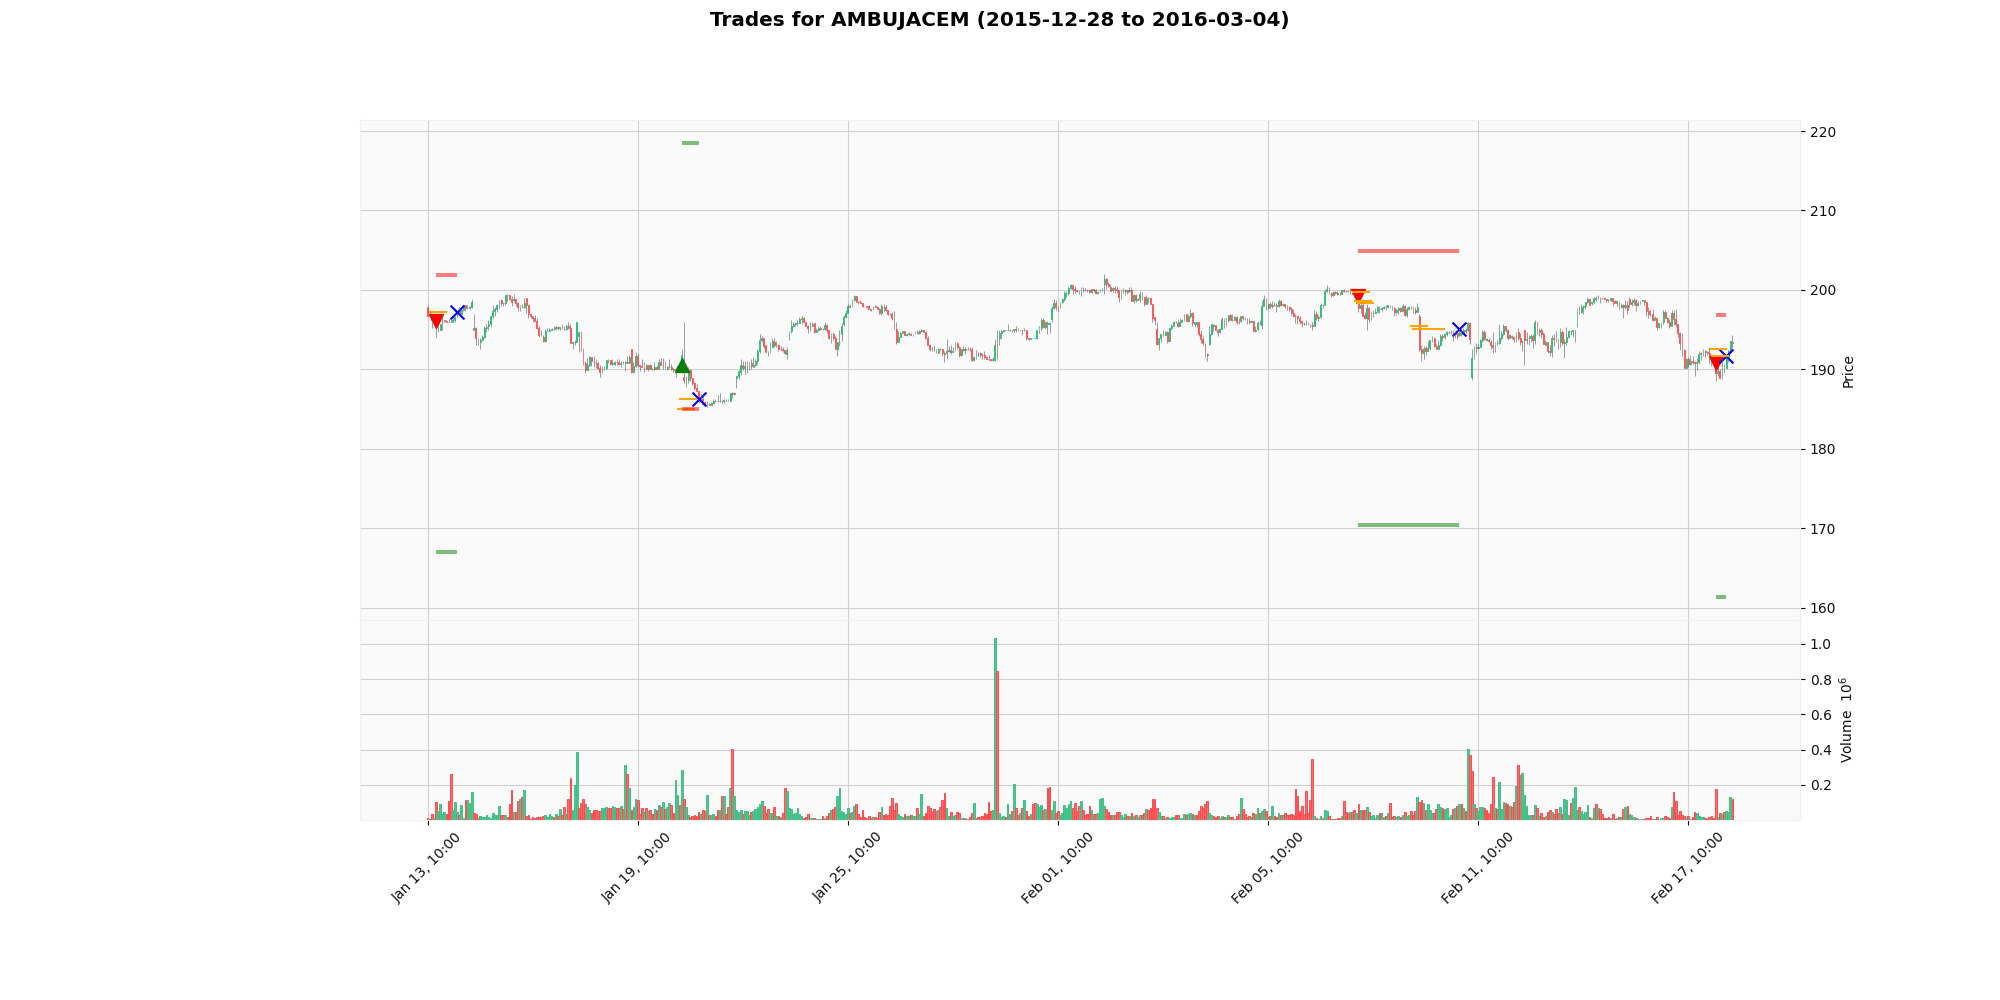 Trades for AMBUJACEM (2015-12-28 to 2016-03-04)
220
210
200
190
180
170
160
Price
1.0
0.8
0.6
0.4
0.2
Volume 10⁶
Jan 13, 10:00
Jan 19, 10:00
Jan 25, 10:00
Feb 01, 10:00
Feb 05, 10:00
Feb 11, 10:00
Feb 17, 10:00